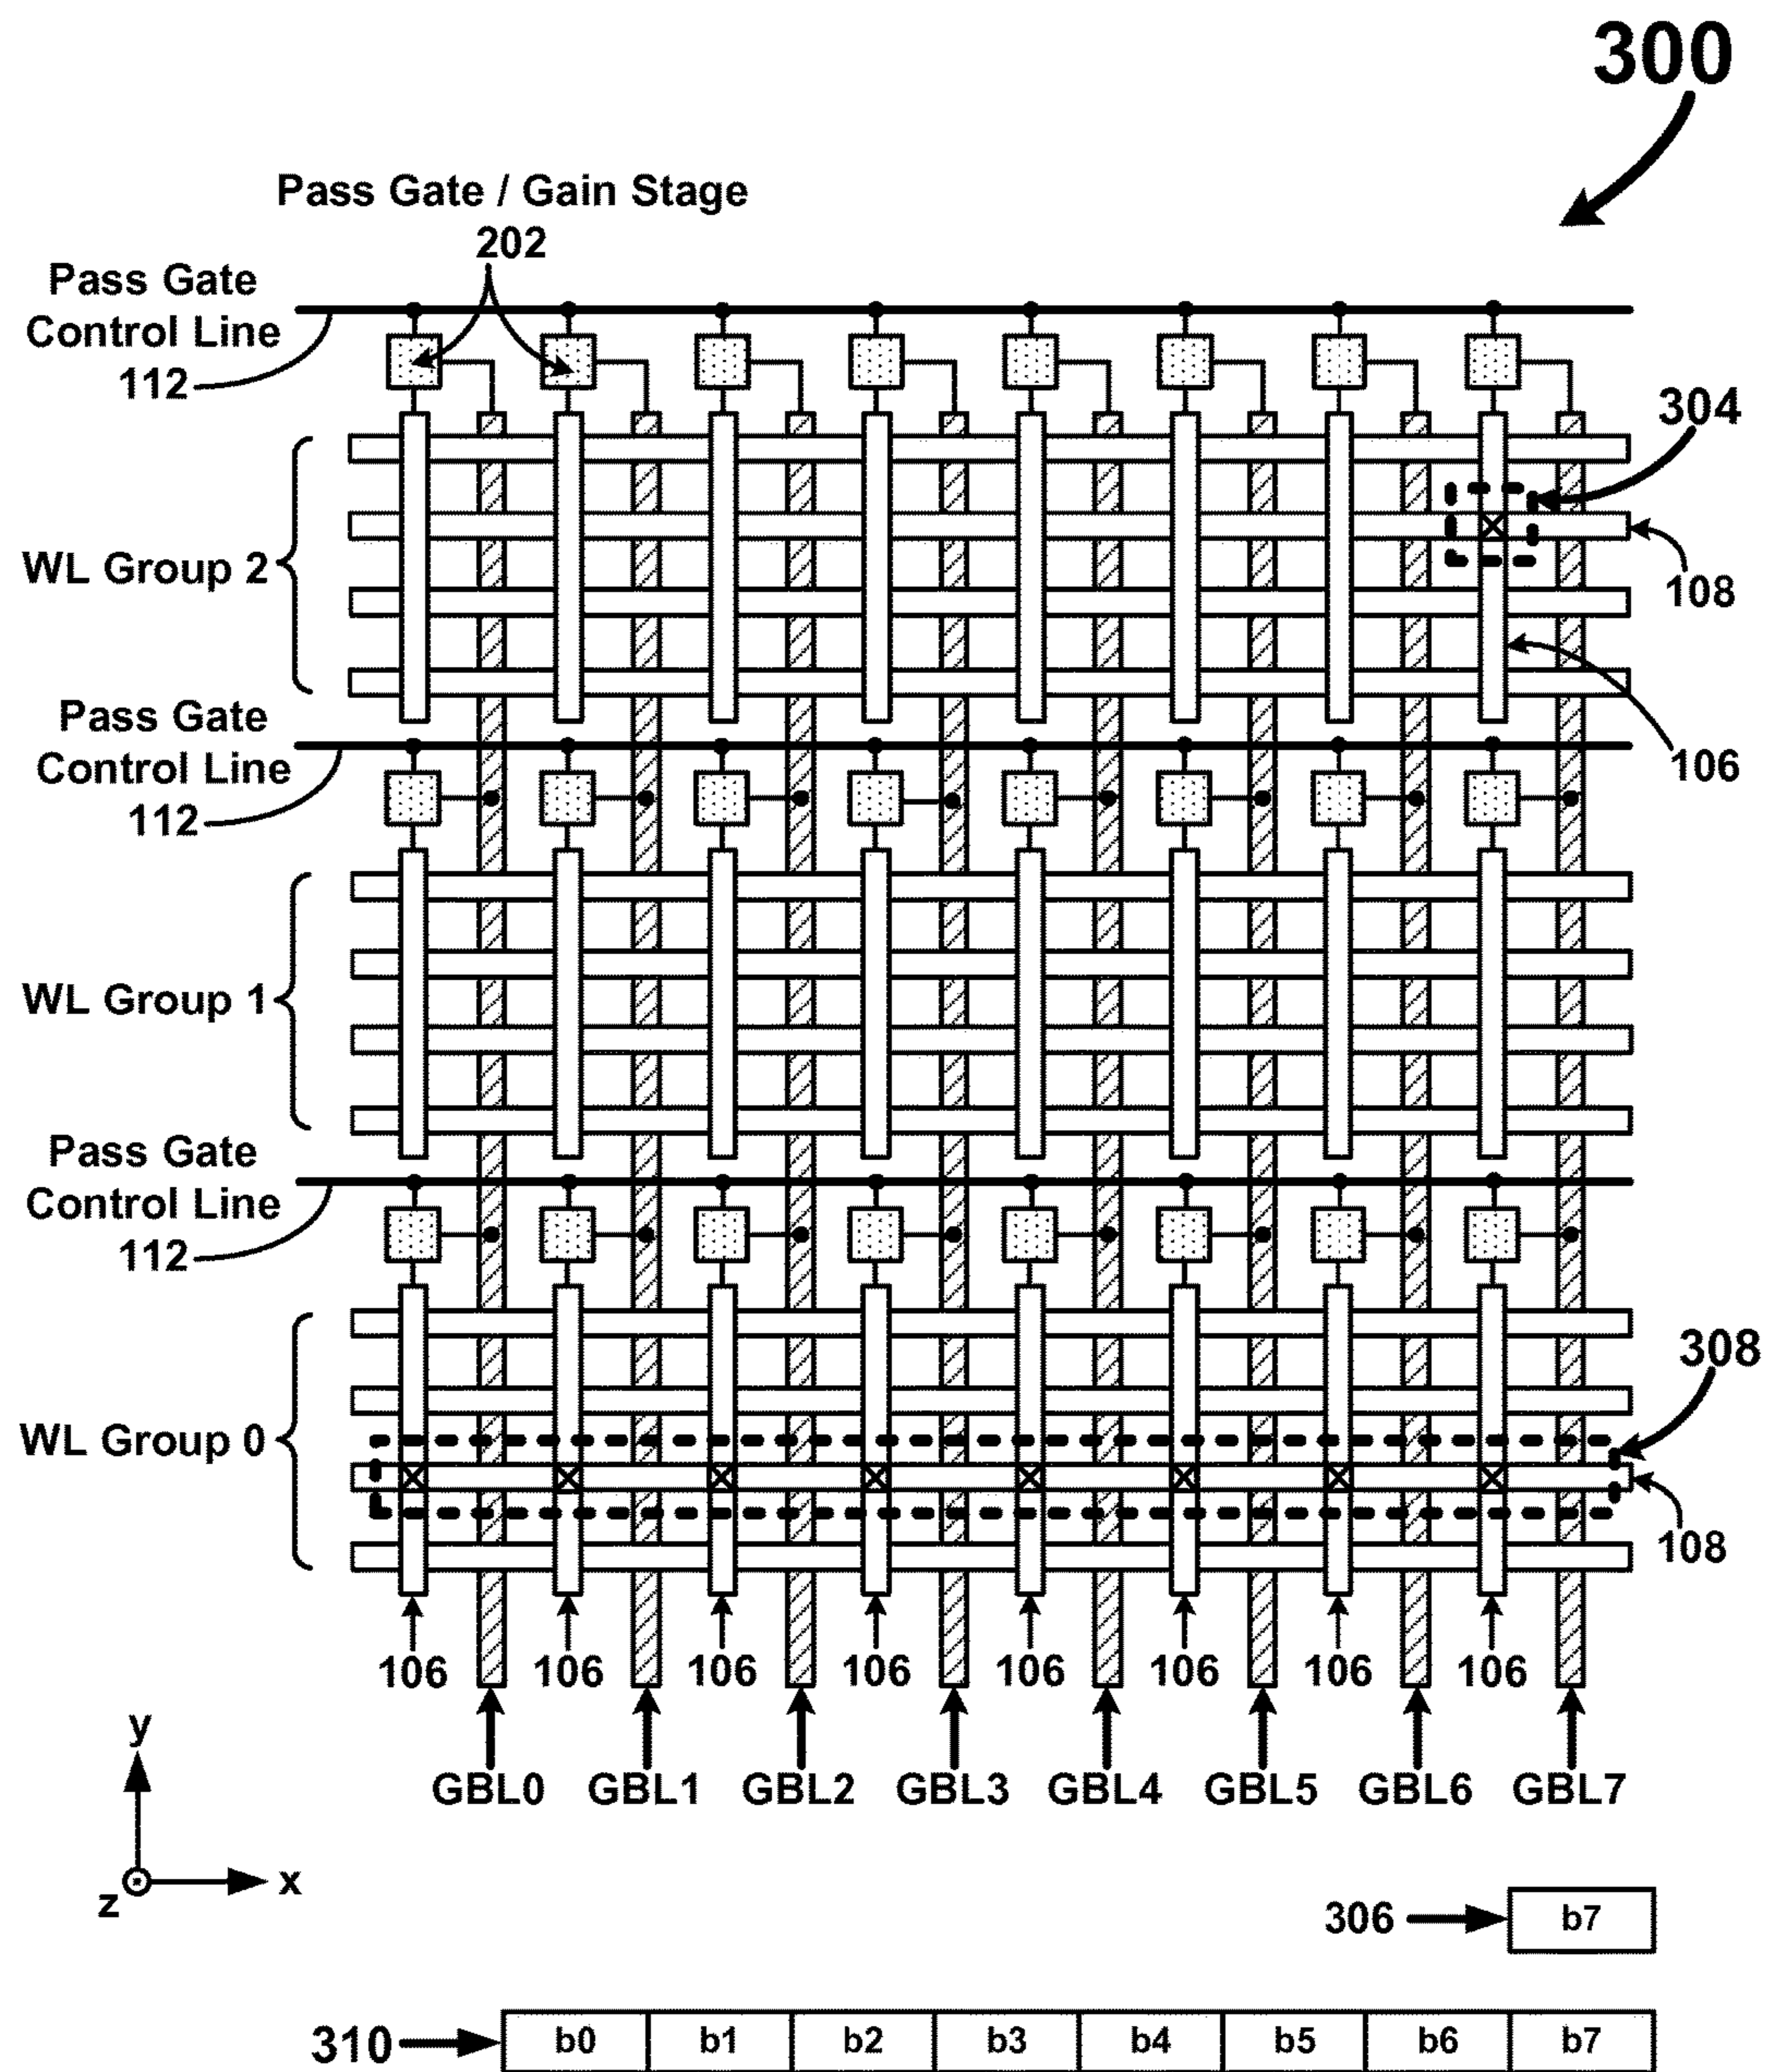 300
Pass Gate / Gain Stage
202
Pass Gate
Control Line
112
304
WL Group 2
108
Pass Gate
Control Line
112
106
WL Group 1
Pass Gate
Control Line
112
308
WL Group 0
108
106 106 106 106 106 106 106 106
GBL0 GBL1 GBL2 GBL3 GBL4 GBL5 GBL6 GBL7
y
x
z
306 b7
310 b0 b1 b2 b3 b4 b5 b6 b7